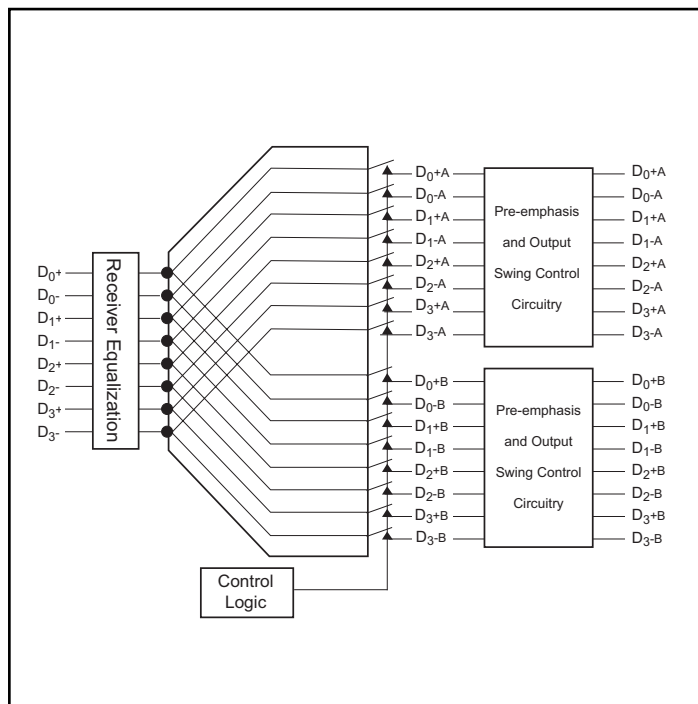 D0+
D0-
D1+
D1-
D2+
D2-
D3+
D3-
Receiver Equalization
Control
Logic
D0+A
D0-A
D1+A
D1-A
D2+A
D2-A
D3+A
D3-A
D0+B
D0-B
D1+B
D1-B
D2+B
D2-B
D3+B
D3-B
Pre-emphasis
and Output
Swing Control
Circuitry
Pre-emphasis
and Output
Swing Control
Circuitry
D0+A
D0-A
D1+A
D1-A
D2+A
D2-A
D3+A
D3-A
D0+B
D0-B
D1+B
D1-B
D2+B
D2-B
D3+B
D3-B